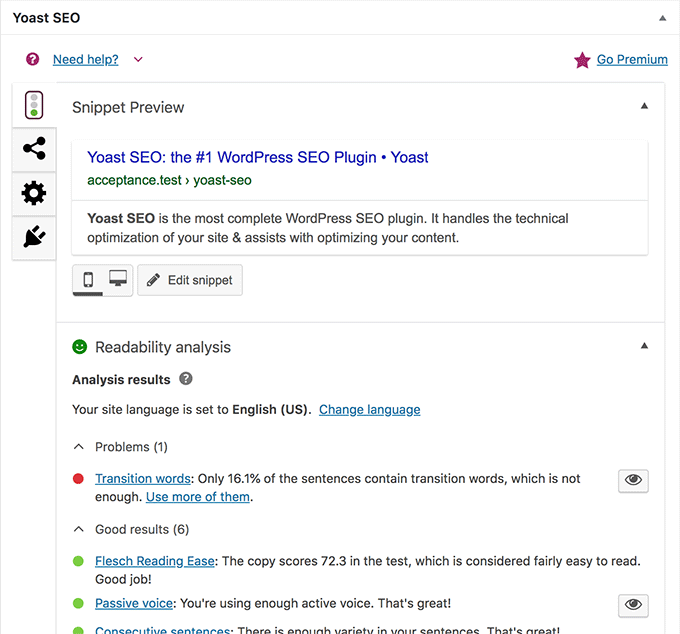 Yoast SEO
Need help?
Go Premium
Snippet Preview
Yoast SEO: the #1 WordPress SEO Plugin • Yoast
acceptance.test › yoast-seo
Yoast SEO is the most complete WordPress SEO plugin. It handles the technical
optimization of your site & assists with optimizing your content.
Edit snippet
Readability analysis
Analysis results
Your site language is set to English (US). Change language
Problems (1)
Transition words: Only 16.1% of the sentences contain transition words, which is not
enough. Use more of them.
Good results (6)
Flesch Reading Ease: The copy scores 72.3 in the test, which is considered fairly easy to read.
Good job!
Passive voice: You're using enough active voice. That's great!
Consecutive sentences: There is enough variety in your sentences. That's great!